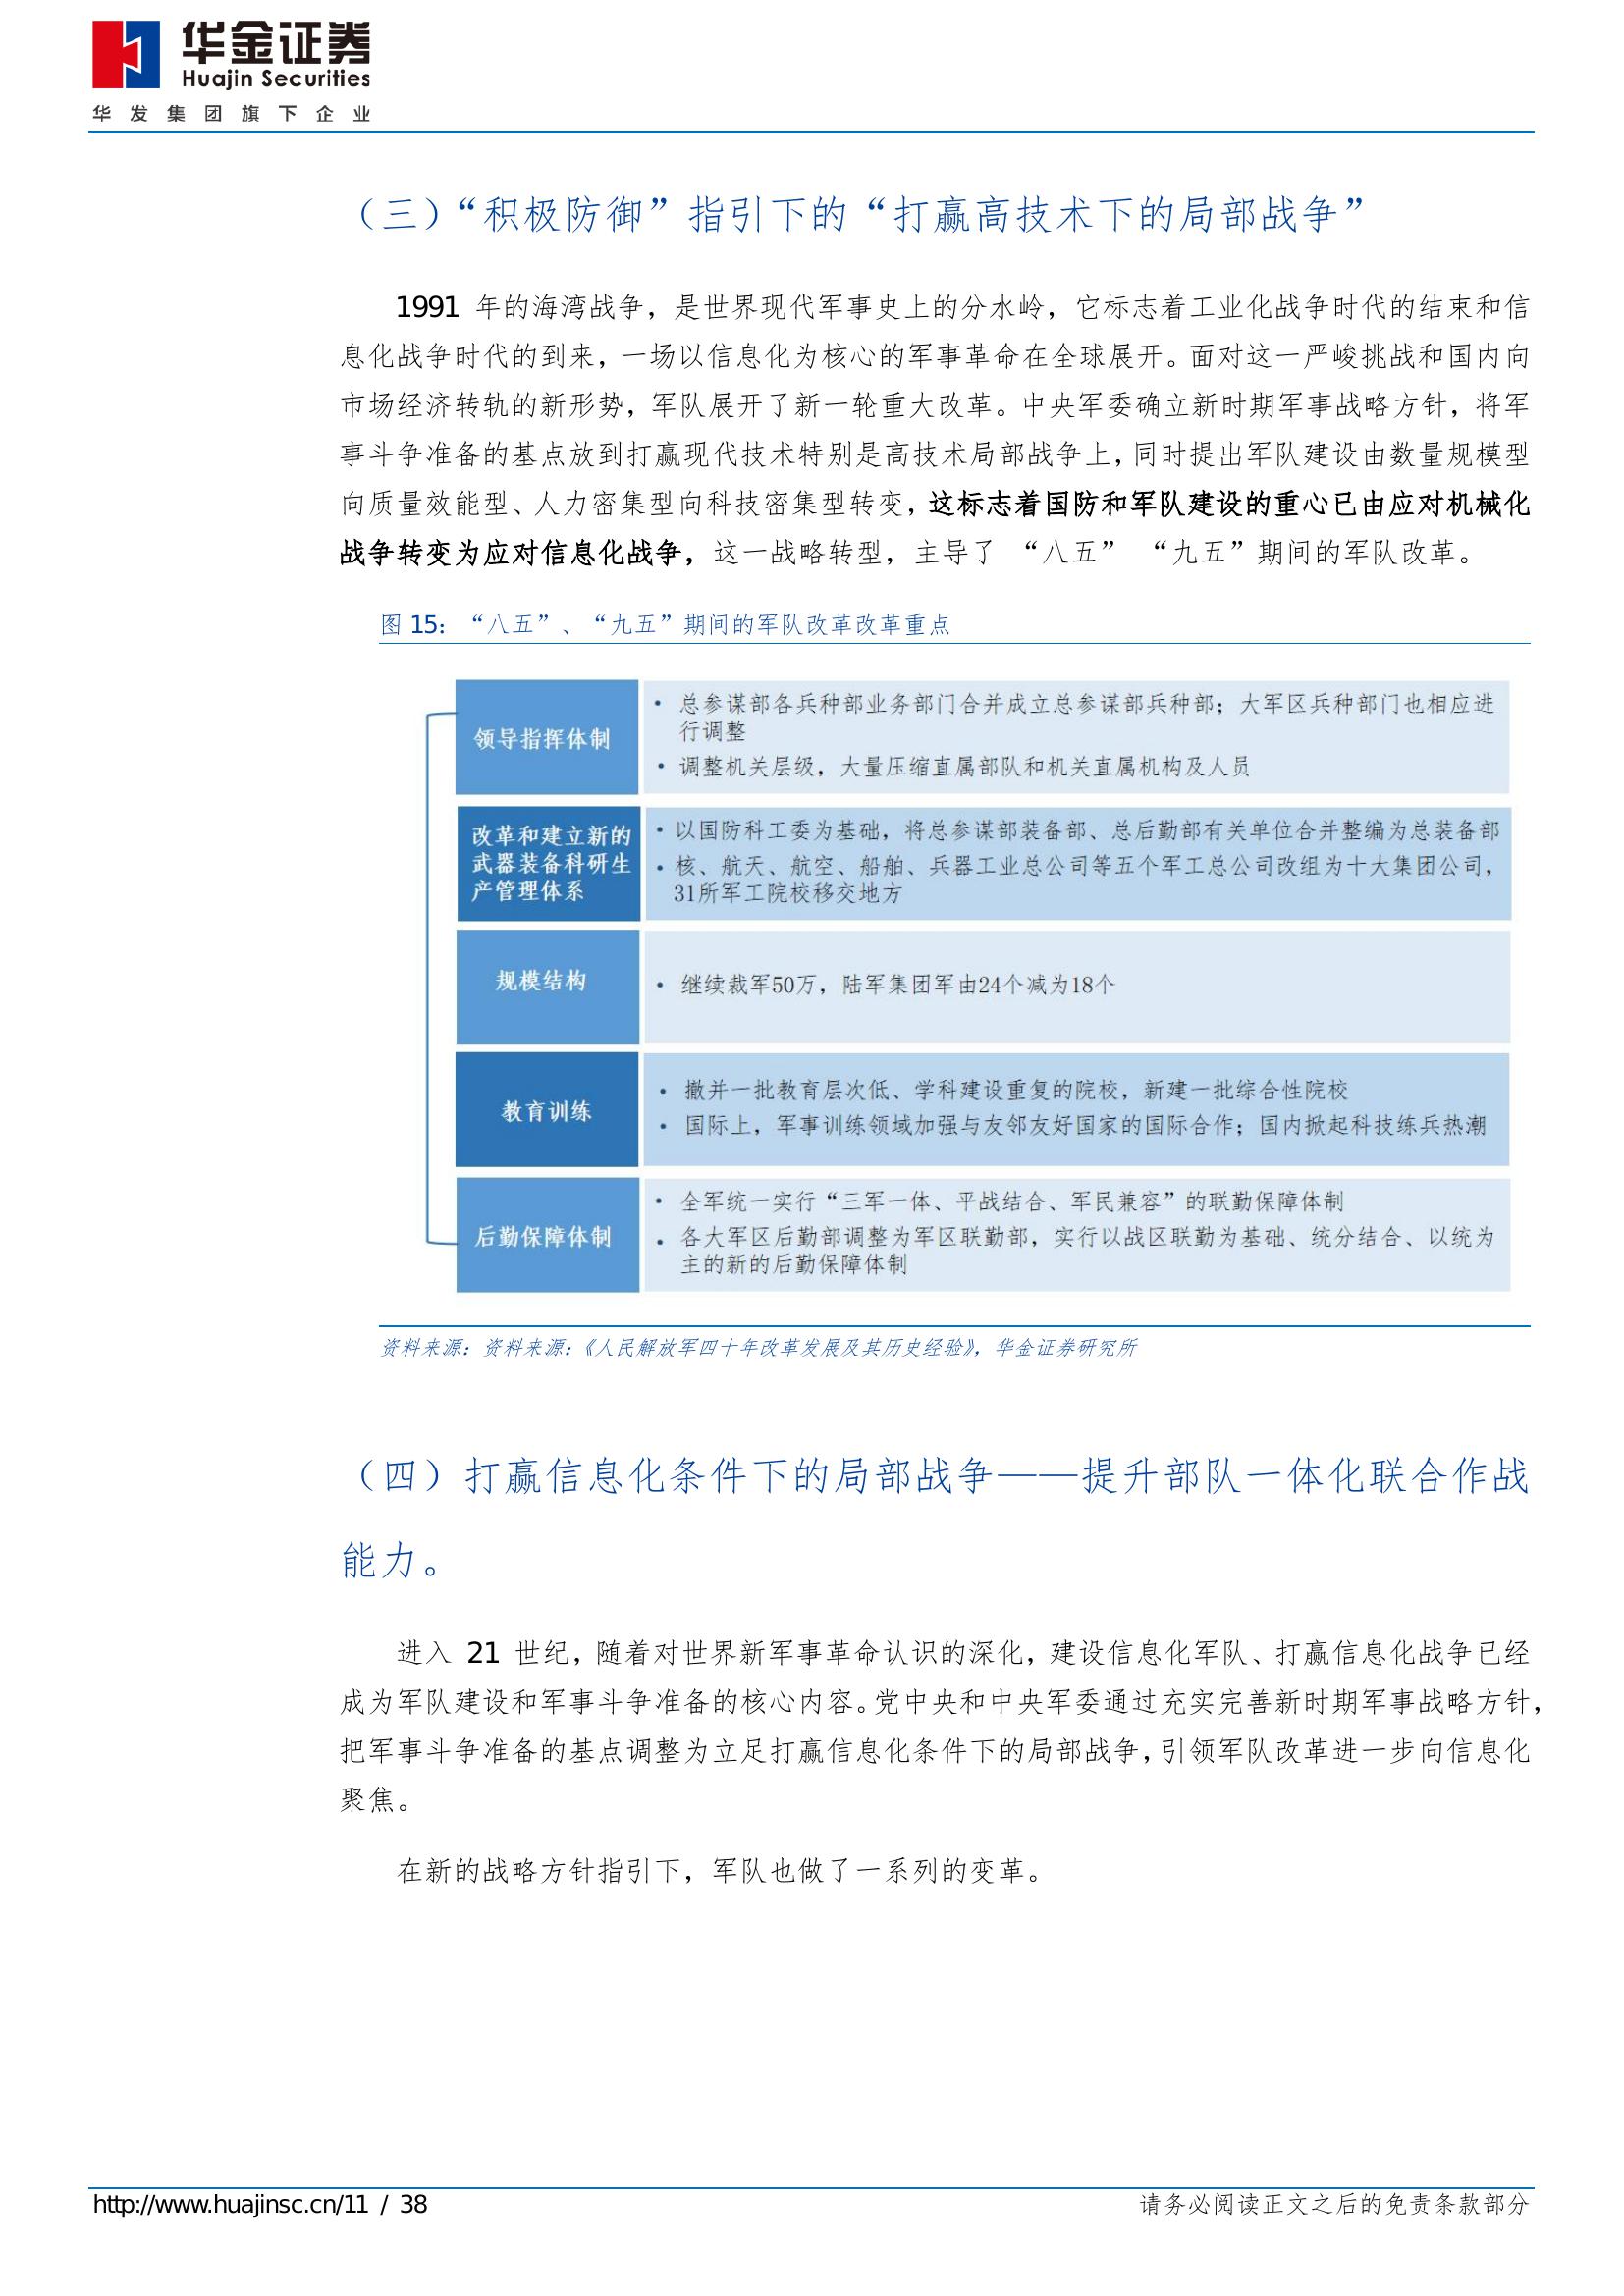 华金证券
Huajin Securities
华发集团旗下企业
（三）“积极防御”指引下的“打赢高技术下的局部战争”
1991 年的海湾战争，是世界现代军事史上的分水岭，它标志着工业化战争时代的结束和信
息化战争时代的到来，一场以信息化为核心的军事革命在全球展开。面对这一严峻挑战和国内向
市场经济转轨的新形势，军队展开了新一轮重大改革。中央军委确立新时期军事战略方针，将军
事斗争准备的基点放到打赢现代技术特别是高技术局部战争上，同时提出军队建设由数量规模型
向质量效能型、人力密集型向科技密集型转变，这标志着国防和军队建设的重心已由应对机械化
战争转变为应对信息化战争，这一战略转型，主导了 “八五” “九五”期间的军队改革。
图 15：“八五”、“九五”期间的军队改革改革重点
领导指挥体制
• 总参谋部各兵种部业务部门合并成立总参谋部兵种部；大军区兵种部门也相应进
行调整
• 调整机关层级，大量压缩直属部队和机关直属机构及人员
改革和建立新的
武器装备科研生
产管理体系
• 以国防科工委为基础，将总参谋部装备部、总后勤部有关单位合并整编为总装备部
• 核、航天、航空、船舶、兵器工业总公司等五个军工总公司改组为十大集团公司，
31所军工院校移交地方
规模结构
• 继续裁军50万，陆军集团军由24个减为18个
教育训练
• 撤并一批教育层次低、学科建设重复的院校，新建一批综合性院校
• 国际上，军事训练领域加强与友邻友好国家的国际合作；国内掀起科技练兵热潮
后勤保障体制
• 全军统一实行“三军一体、平战结合、军民兼容”的联勤保障体制
• 各大军区后勤部调整为军区联勤部，实行以战区联勤为基础、统分结合、以统为
主的新的后勤保障体制
资料来源：资料来源：《人民解放军四十年改革发展及其历史经验》，华金证券研究所
（四）打赢信息化条件下的局部战争——提升部队一体化联合作战
能力。
进入 21 世纪，随着对世界新军事革命认识的深化，建设信息化军队、打赢信息化战争已经
成为军队建设和军事斗争准备的核心内容。党中央和中央军委通过充实完善新时期军事战略方针，
把军事斗争准备的基点调整为立足打赢信息化条件下的局部战争，引领军队改革进一步向信息化
聚焦。
在新的战略方针指引下，军队也做了一系列的变革。
http://www.huajinsc.cn/11 / 38
请务必阅读正文之后的免责条款部分